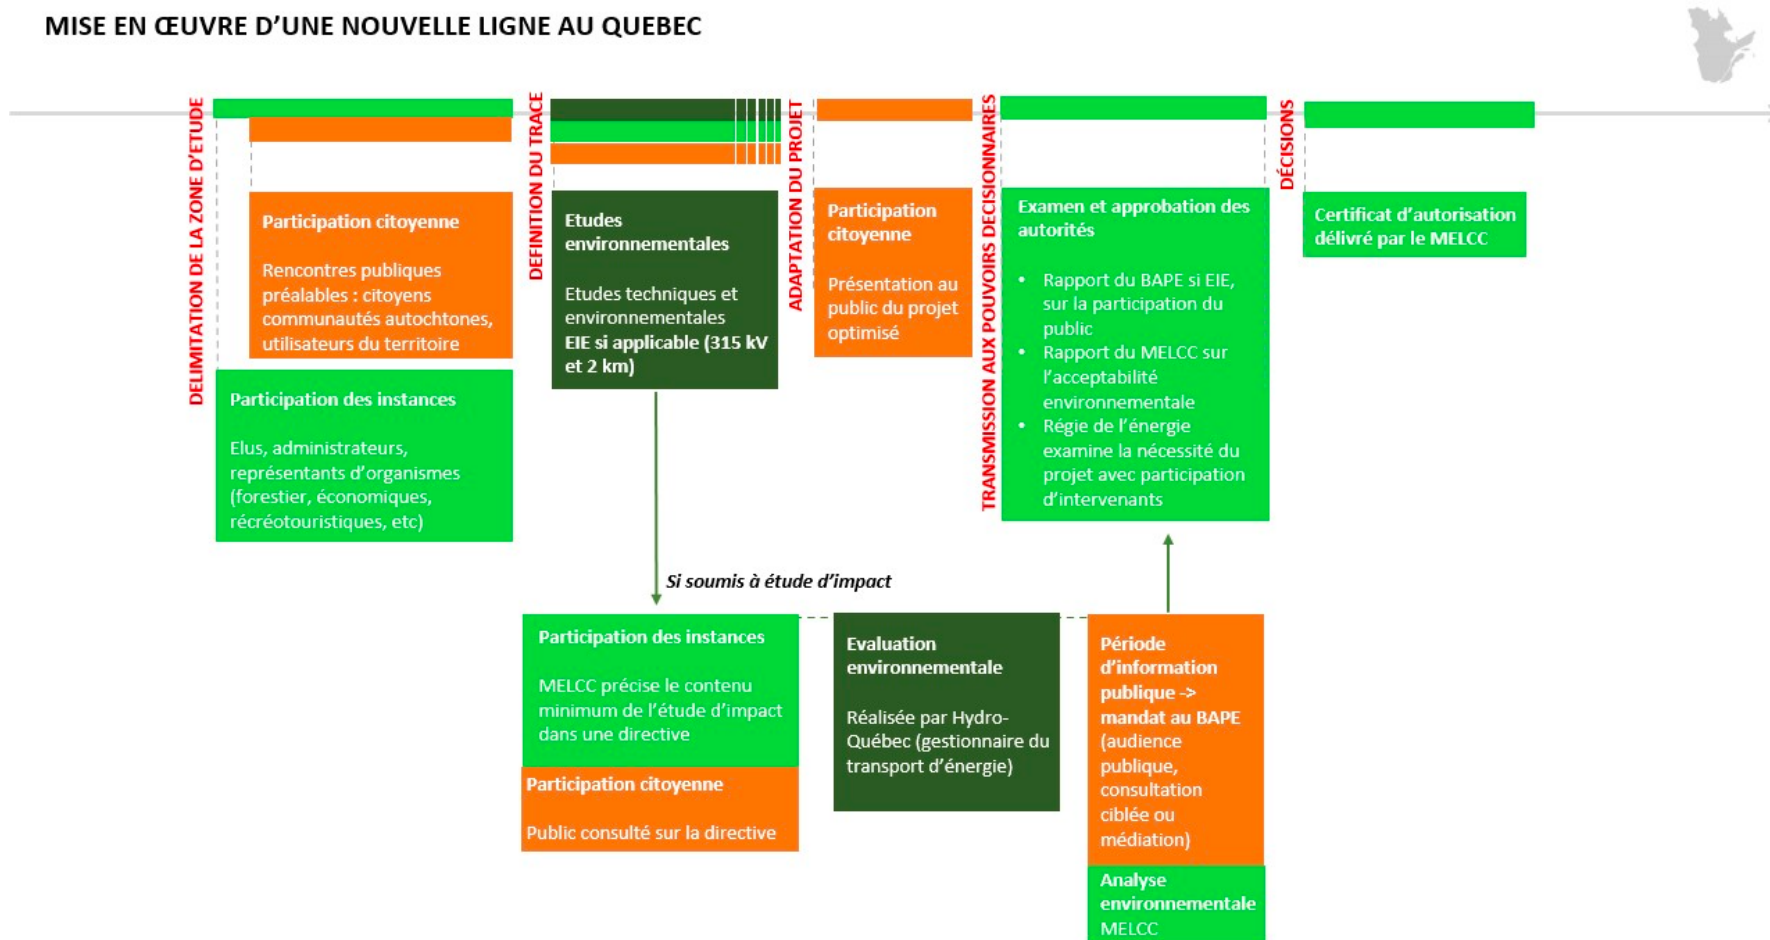 MISE EN ŒUVRE D’UNE NOUVELLE LIGNE AU QUEBEC
DELIMITATION DE LA ZONE D’ETUDE
Participation citoyenne
Rencontres publiques
préalables : citoyens
communautés autochtones,
utilisateurs du territoire
Participation des instances
Elus, administrateurs,
représentants d’organismes
(forestier, économiques,
récréotouristiques, etc)
DEFINITION DU TRACE
Etudes
environnementales
Etudes techniques et
environnementales
EIE si applicable (315 kV
et 2 km)
ADAPTATION DU PROJET
Participation
citoyenne
Présentation au
public du projet
optimisé
TRANSMISSION AUX POUVOIRS DECISIONNAIRES
Examen et approbation des
autorités
• Rapport du BAPE si EIE,
sur la participation du
public
• Rapport du MELCC sur
l’acceptabilité
environnementale
• Régie de l’énergie
examine la nécessité du
projet avec participation
d’intervenants
DÉCISIONS
Certificat d’autorisation
délivré par le MELCC
Si soumis à étude d’impact
Participation des instances
MELCC précise le contenu
minimum de l’étude d’impact
dans une directive
Participation citoyenne
Public consulté sur la directive
Evaluation
environnementale
Réalisée par Hydro-
Québec (gestionnaire du
transport d’énergie)
Période
d’information
publique ->
mandat au BAPE
(audience
publique,
consultation
ciblée ou
médiation)
Analyse
environnementale
MELCC